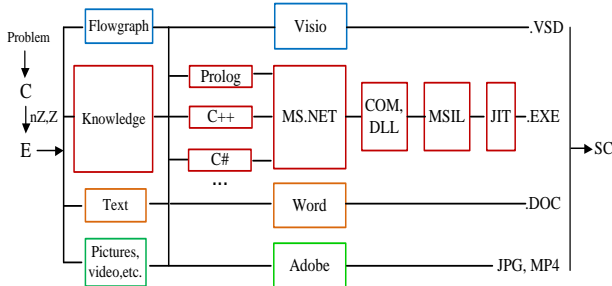 Problem
C
nZ,Z
E
Flowgraph
Knowledge
Text
Pictures,
video,etc.
Prolog
C++
C#
...
Visio
MS.NET
Word
Adobe
COM,
DLL
MSIL
JIT
.VSD
.EXE
.DOC
JPG, MP4
SC